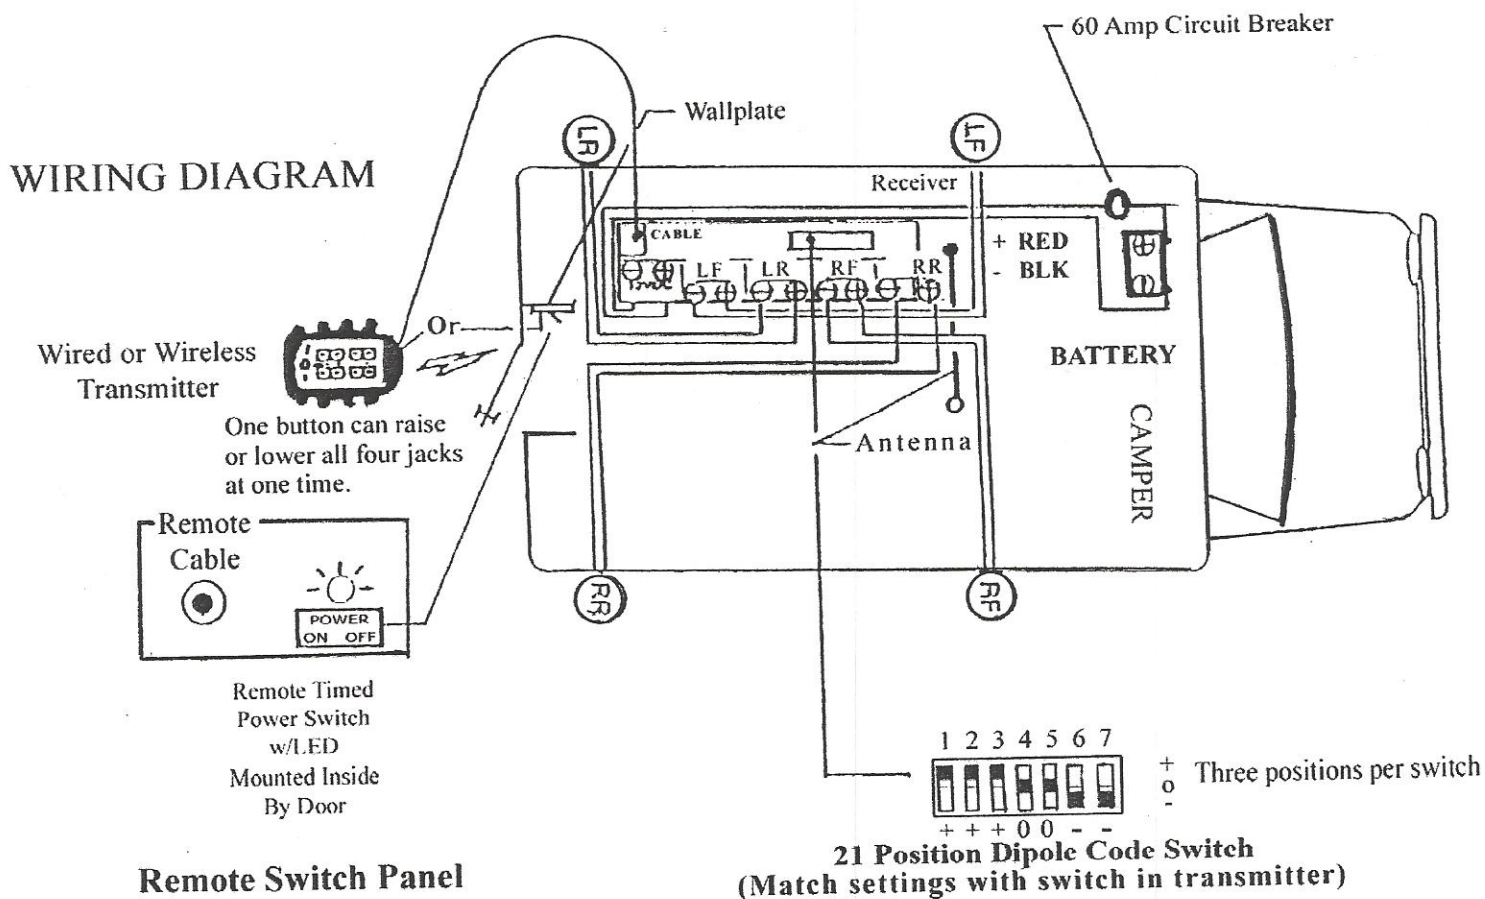 60 Amp Circuit Breaker
Wallplate
LR
LF
WIRING DIAGRAM
Receiver
CABLE
+ RED
- BLK
12VDC
LF
LR
RF
RR
Or
Wired or Wireless
Transmitter
BATTERY
One button can raise
or lower all four jacks
at one time.
Antenna
CAMPER
Remote
Cable
RR
RF
POWER
ON OFF
Remote Timed
Power Switch
w/LED
Mounted Inside
By Door
1 2 3 4 5 6 7
+
o
-
Three positions per switch
+ + + 0 0 - -
21 Position Dipole Code Switch
(Match settings with switch in transmitter)
Remote Switch Panel